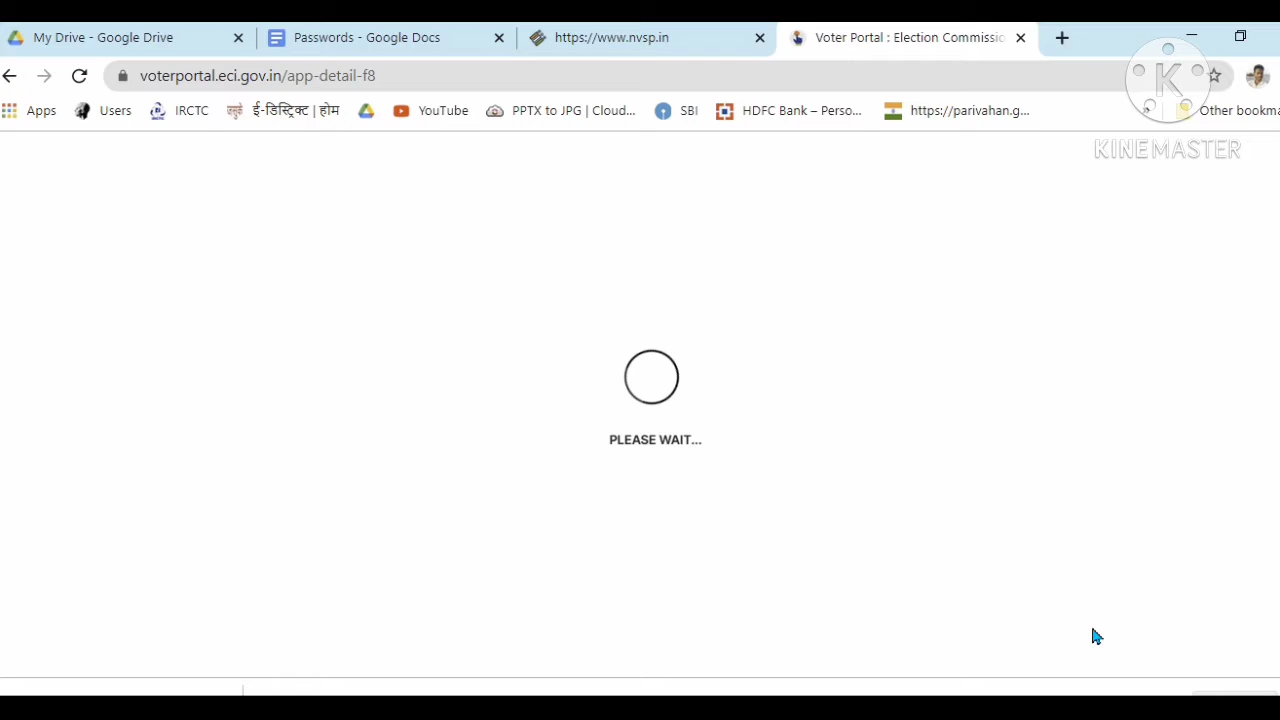 My Drive - Google Drive
Passwords - Google Docs
https://www.nvsp.in
Voter Portal : Election Commissio
voterportal.eci.gov.in/app-detail-f8
K
Apps
Users
IRCTC
ई-डिस्ट्रिक्ट | होम
YouTube
PPTX to JPG | Cloud...
SBI
HDFC Bank – Perso...
https://parivahan.g...
»
Other bookma
KINEMASTER
PLEASE WAIT...